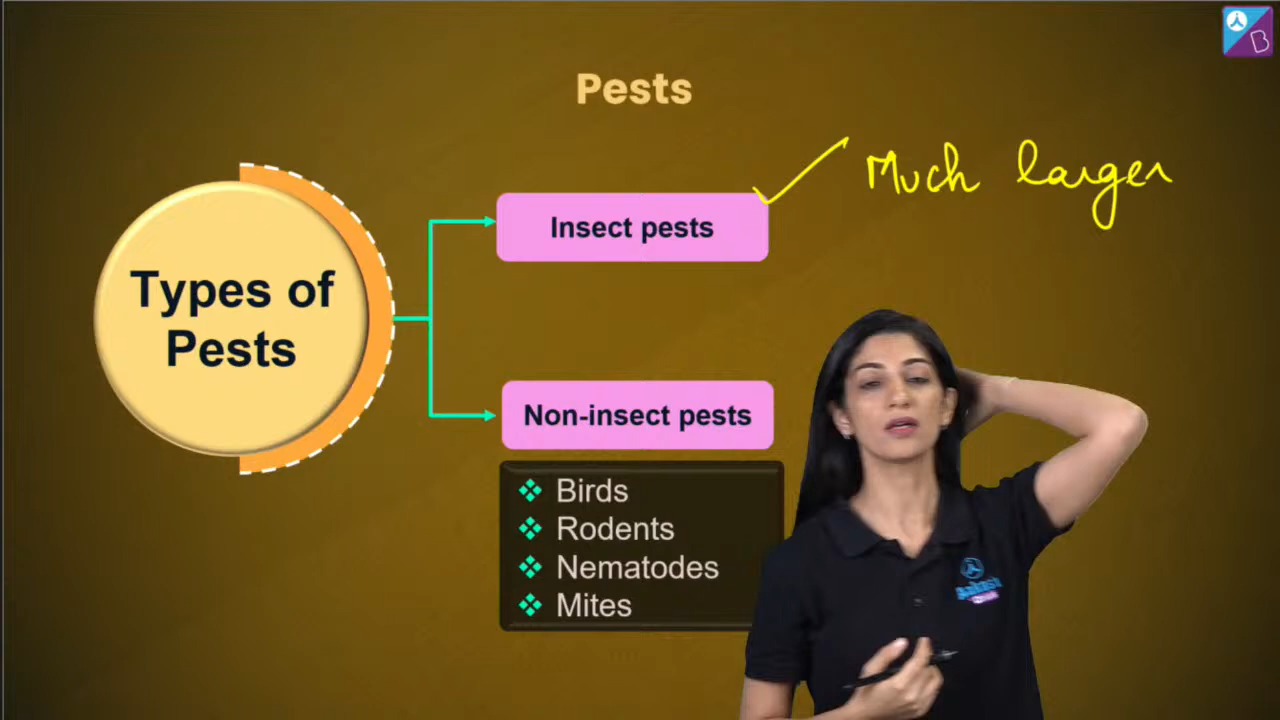 Pests
Much larger
Insect pests
Types of
Pests
Non-insect pests
Birds
Rodents
Nematodes
Mites